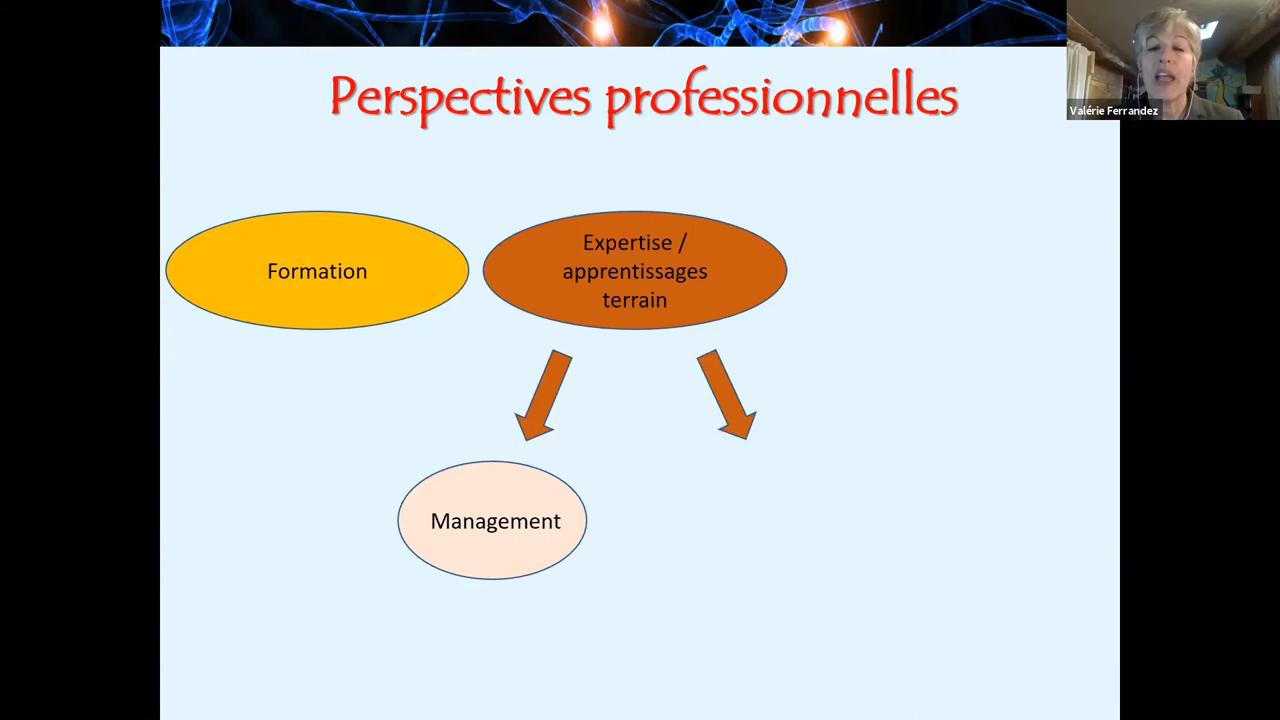 Perspectives professionnelles
Valérie Ferrandez
Formation
Expertise /
apprentissages
terrain
Management